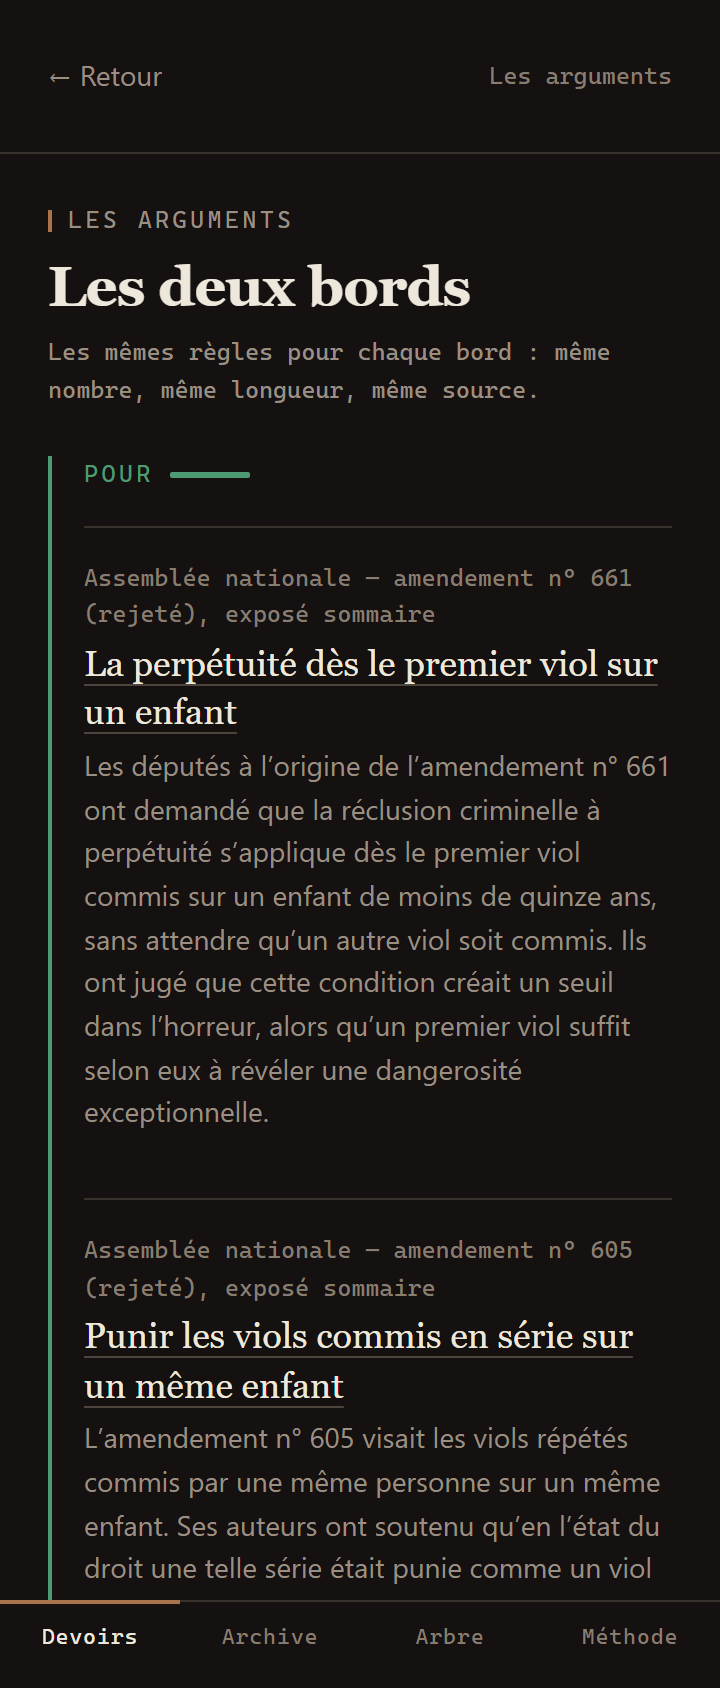 ← Retour
Les arguments
LES ARGUMENTS
Les deux bords
Les mêmes règles pour chaque bord : même
nombre, même longueur, même source.
POUR
Assemblée nationale — amendement n° 661
(rejeté), exposé sommaire
La perpétuité dès le premier viol sur
un enfant
Les députés à l’origine de l’amendement n° 661
ont demandé que la réclusion criminelle à
perpétuité s’applique dès le premier viol
commis sur un enfant de moins de quinze ans,
sans attendre qu’un autre viol soit commis. Ils
ont jugé que cette condition créait un seuil
dans l’horreur, alors qu’un premier viol suffit
selon eux à révéler une dangerosité
exceptionnelle.
Assemblée nationale — amendement n° 605
(rejeté), exposé sommaire
Punir les viols commis en série sur
un même enfant
L’amendement n° 605 visait les viols répétés
commis par une même personne sur un même
enfant. Ses auteurs ont soutenu qu’en l’état du
droit une telle série était punie comme un viol
Devoirs
Archive
Arbre
Méthode